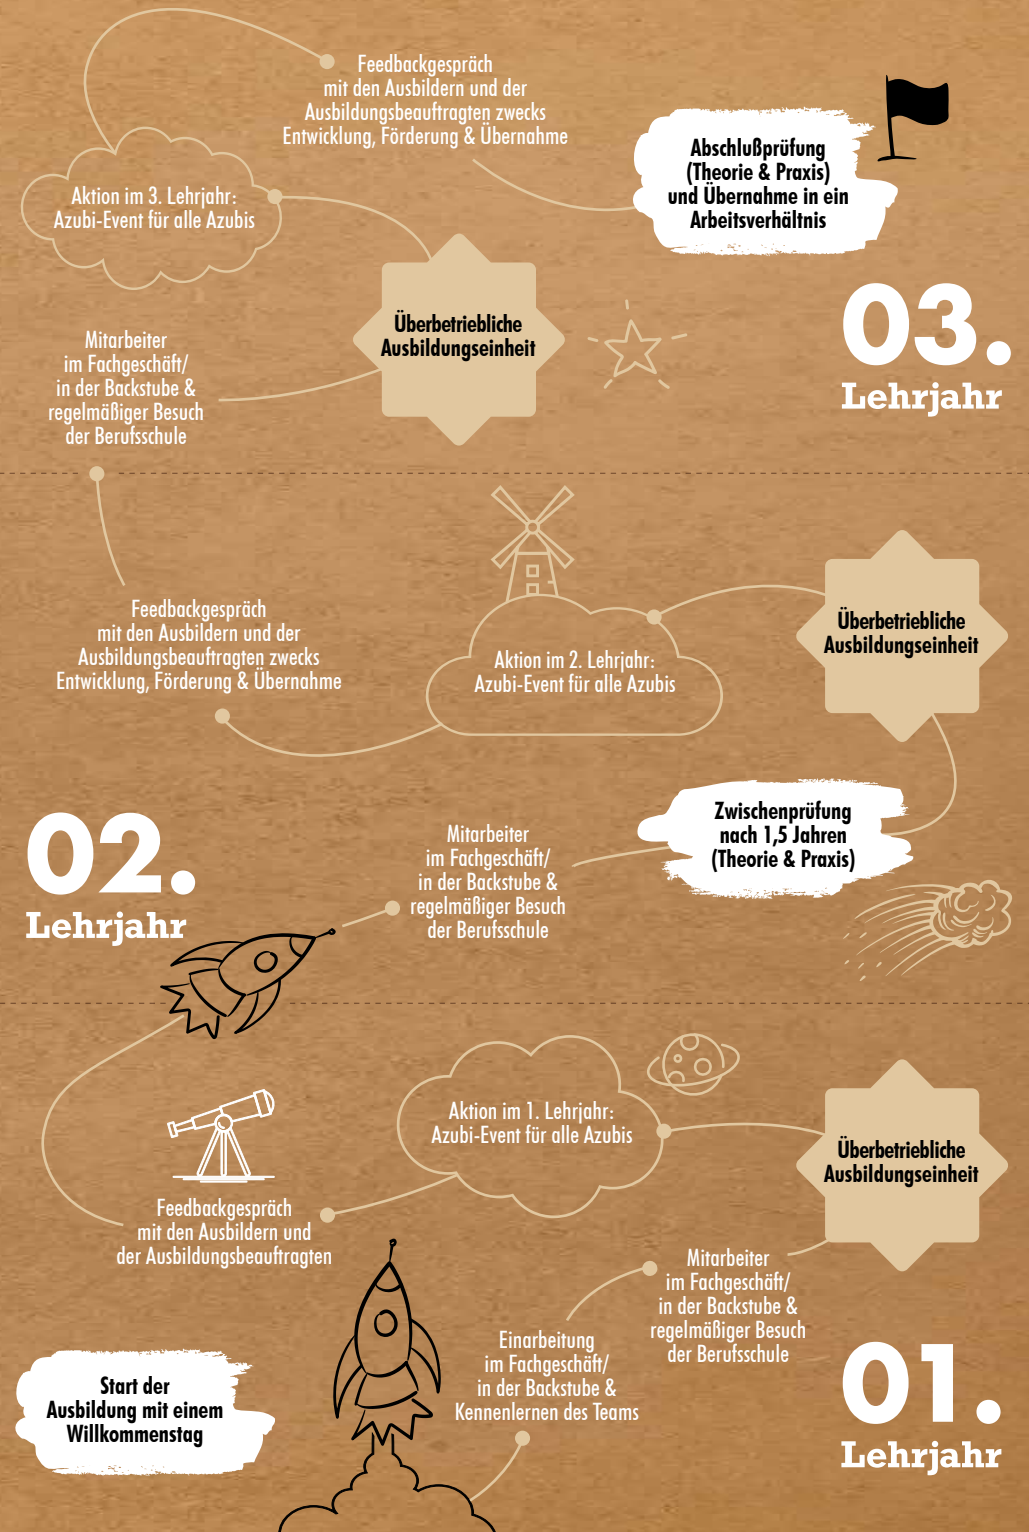 Feedbackgespräch
mit den Ausbildern und der
Ausbildungsbeauftragten zwecks
Entwicklung, Förderung & Übernahme
Abschlußprüfung
(Theorie & Praxis)
und Übernahme in ein
Arbeitsverhältnis
Aktion im 3. Lehrjahr:
Azubi-Event für alle Azubis
Überbetriebliche
Ausbildungseinheit
03.
Lehrjahr
Mitarbeiter
im Fachgeschäft/
in der Backstube &
regelmäßiger Besuch
der Berufsschule
Feedbackgespräch
mit den Ausbildern und der
Ausbildungsbeauftragten zwecks
Entwicklung, Förderung & Übernahme
Aktion im 2. Lehrjahr:
Azubi-Event für alle Azubis
Überbetriebliche
Ausbildungseinheit
Zwischenprüfung
nach 1,5 Jahren
(Theorie & Praxis)
02.
Lehrjahr
Mitarbeiter
im Fachgeschäft/
in der Backstube &
regelmäßiger Besuch
der Berufsschule
Aktion im 1. Lehrjahr:
Azubi-Event für alle Azubis
Überbetriebliche
Ausbildungseinheit
Feedbackgespräch
mit den Ausbildern und
der Ausbildungsbeauftragten
Mitarbeiter
im Fachgeschäft/
in der Backstube &
regelmäßiger Besuch
der Berufsschule
Einarbeitung
im Fachgeschäft/
in der Backstube &
Kennenlernen des Teams
Start der
Ausbildung mit einem
Willkommenstag
01.
Lehrjahr